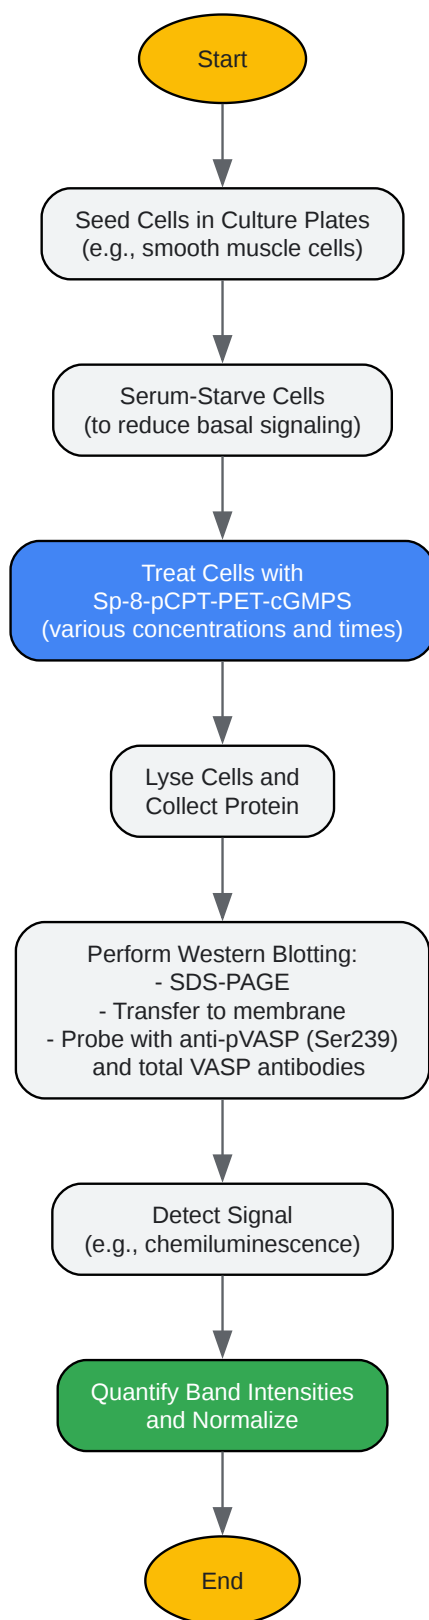 Start
Seed Cells in Culture Plates
(e.g., smooth muscle cells)
Serum-Starve Cells
(to reduce basal signaling)
Treat Cells with
Sp-8-pCPT-PET-cGMPS
(various concentrations and times)
Lyse Cells and
Collect Protein
Perform Western Blotting:
- SDS-PAGE
- Transfer to membrane
- Probe with anti-pVASP (Ser239)
and total VASP antibodies
Detect Signal
(e.g., chemiluminescence)
Quantify Band Intensities
and Normalize
End